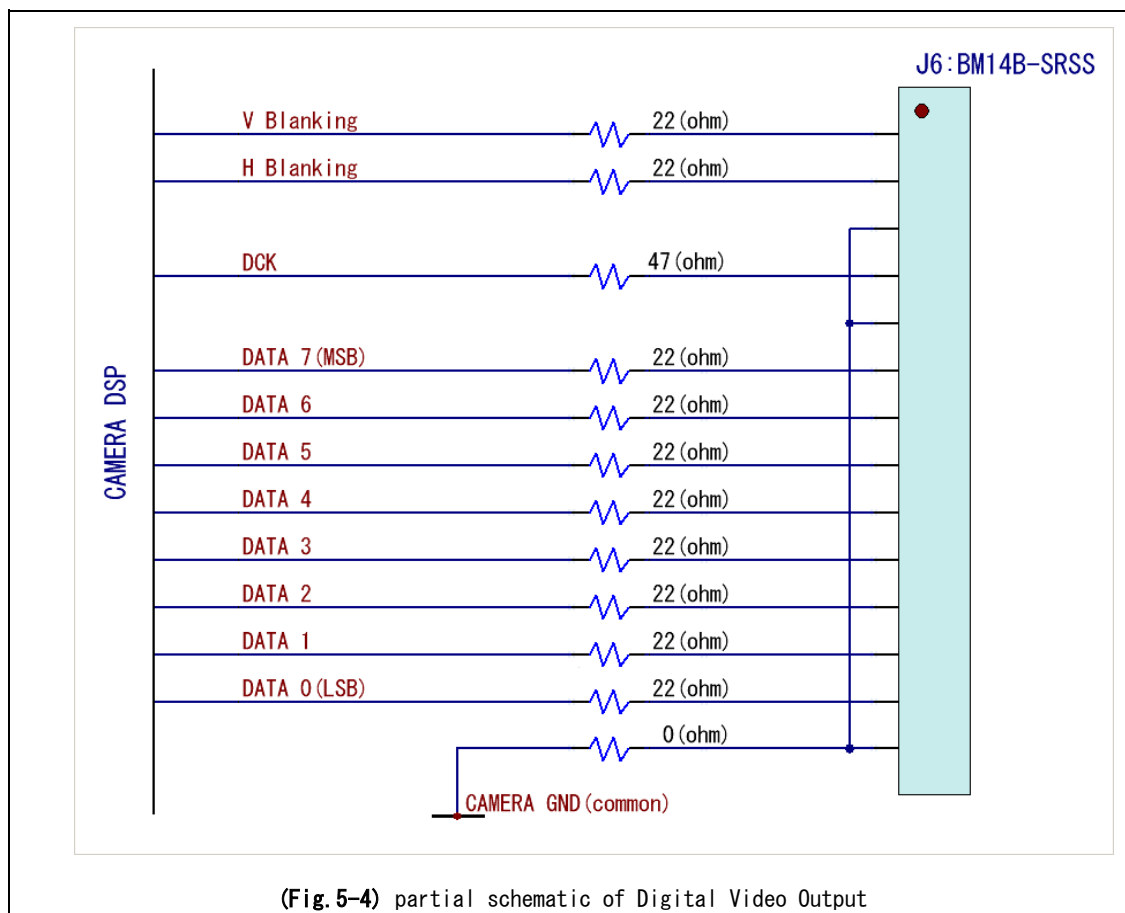 J6:BM14B-SRSS
V Blanking 22(ohm)
H Blanking 22(ohm)
DCK 47(ohm)
DATA 7(MSB) 22(ohm)
DATA 6 22(ohm)
DATA 5 22(ohm)
DATA 4 22(ohm)
DATA 3 22(ohm)
DATA 2 22(ohm)
DATA 1 22(ohm)
DATA 0(LSB) 22(ohm)
0(ohm)
CAMERA DSP
CAMERA GND(common)
(Fig.5-4) partial schematic of Digital Video Output